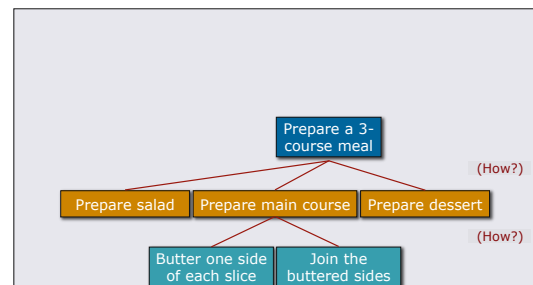 Prepare a 3-
course meal
(How?)
Prepare salad
Prepare main course
Prepare dessert
(How?)
Butter one side
of each slice
Join the
buttered sides